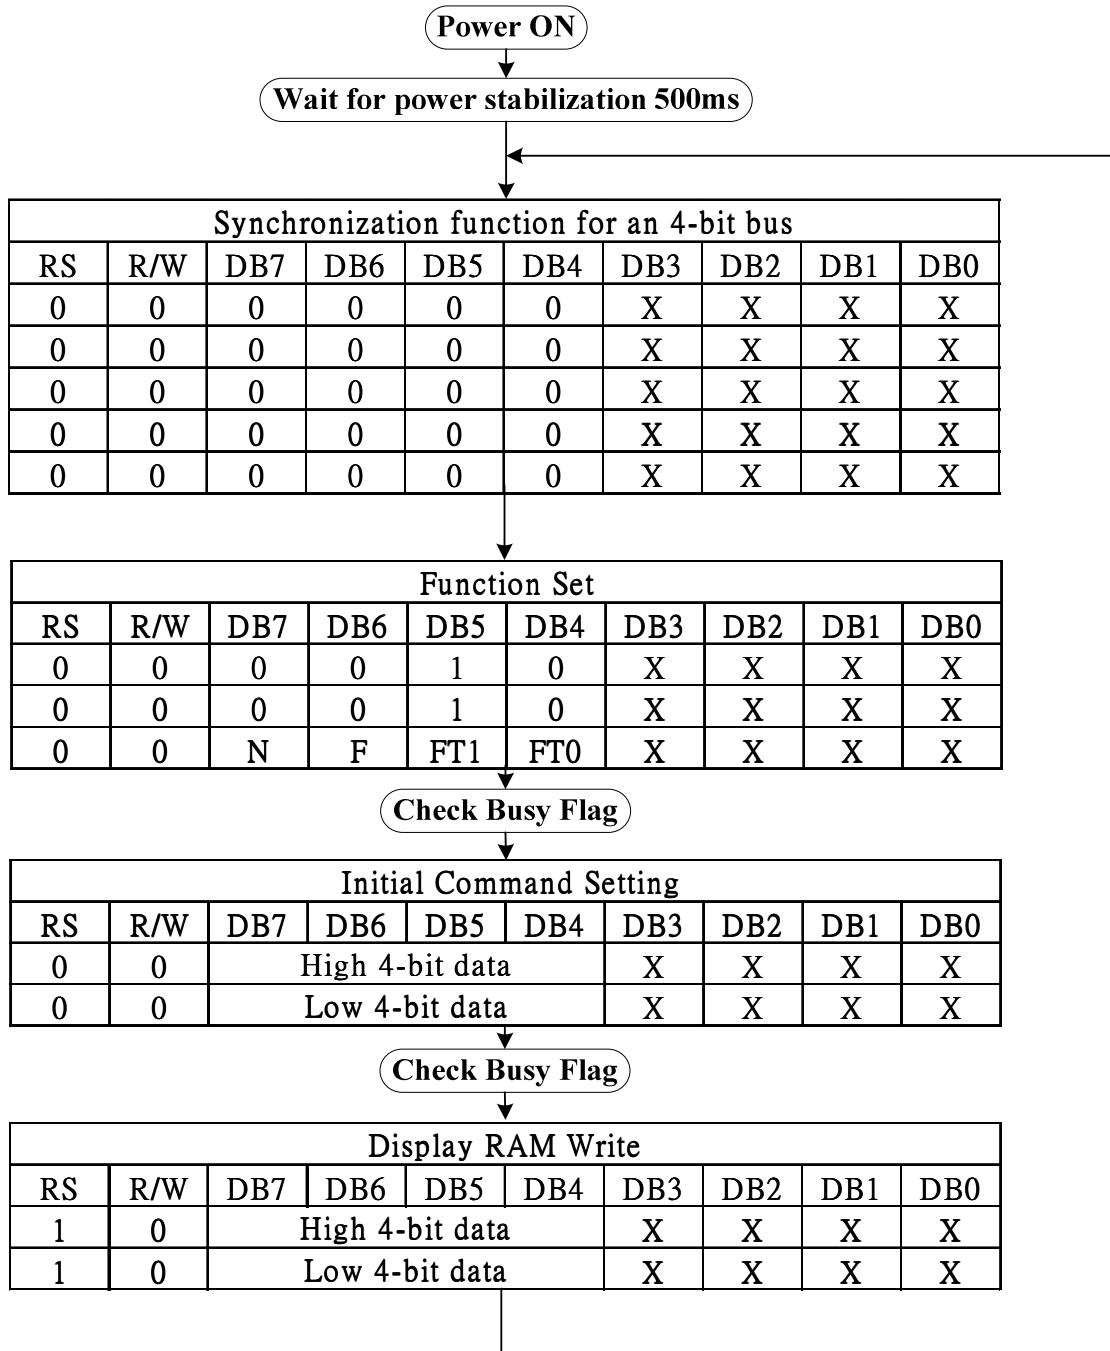 Power ON
Wait for power stabilization 500ms
Synchronization function for an 4-bit bus
RS R/W DB7 DB6 DB5 DB4 DB3 DB2 DB1 DB0
0 0 0 0 0 0 X X X X
0 0 0 0 0 0 X X X X
0 0 0 0 0 0 X X X X
0 0 0 0 0 0 X X X X
0 0 0 0 0 0 X X X X
Function Set
RS R/W DB7 DB6 DB5 DB4 DB3 DB2 DB1 DB0
0 0 0 0 1 0 X X X X
0 0 0 0 1 0 X X X X
0 0 N F FT1 FT0 X X X X
Check Busy Flag
Initial Command Setting
RS R/W DB7 DB6 DB5 DB4 DB3 DB2 DB1 DB0
0 0 High 4-bit data X X X X
0 0 Low 4-bit data X X X X
Check Busy Flag
Display RAM Write
RS R/W DB7 DB6 DB5 DB4 DB3 DB2 DB1 DB0
1 0 High 4-bit data X X X X
1 0 Low 4-bit data X X X X